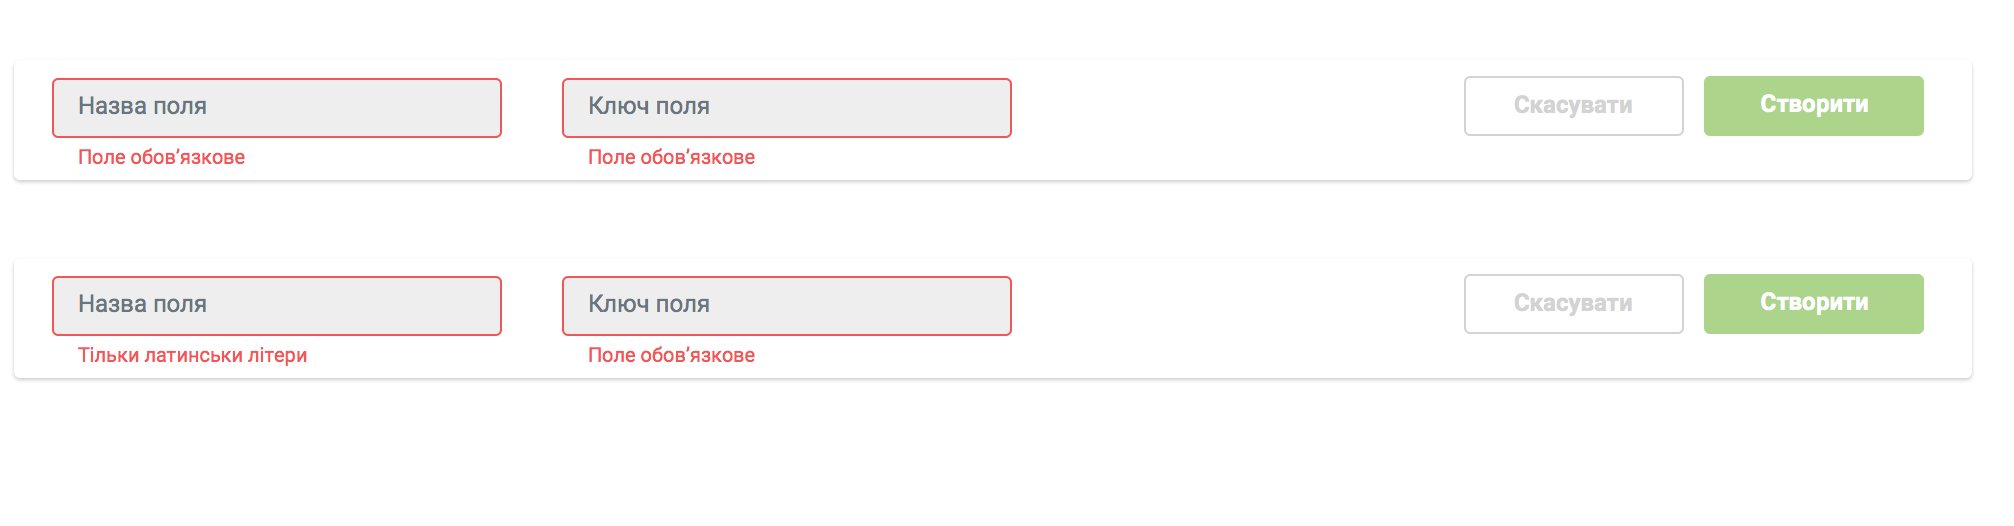 Назва поля
Ключ поля
Скасувати
Створити
Поле обов’язкове
Поле обов’язкове
Назва поля
Ключ поля
Скасувати
Створити
Тільки латинськи літери
Поле обов’язкове